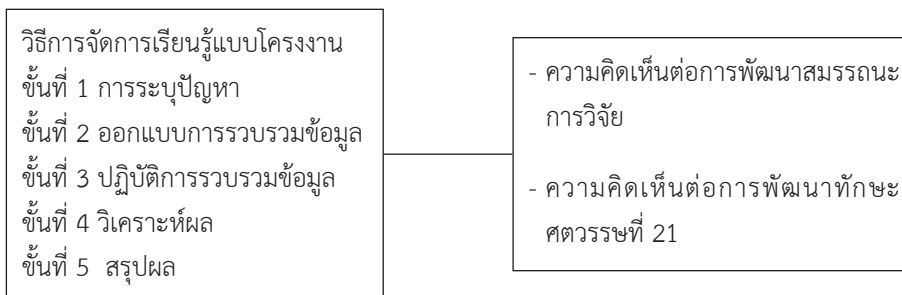 วิธีการจัดการเรียนรู้แบบโครงงาน
ขั้นที่ 1 การระบุปัญหา
ขั้นที่ 2 ออกแบบการรวบรวมข้อมูล
ขั้นที่ 3 ปฏิบัติการรวบรวมข้อมูล
ขั้นที่ 4 วิเคราะห์ผล
ขั้นที่ 5 สรุปผล
- ความคิดเห็นต่อการพัฒนาสมรรถนะ
การวิจัย
- ความคิดเห็นต่อการพัฒนาทักษะ
ศตวรรษที่ 21